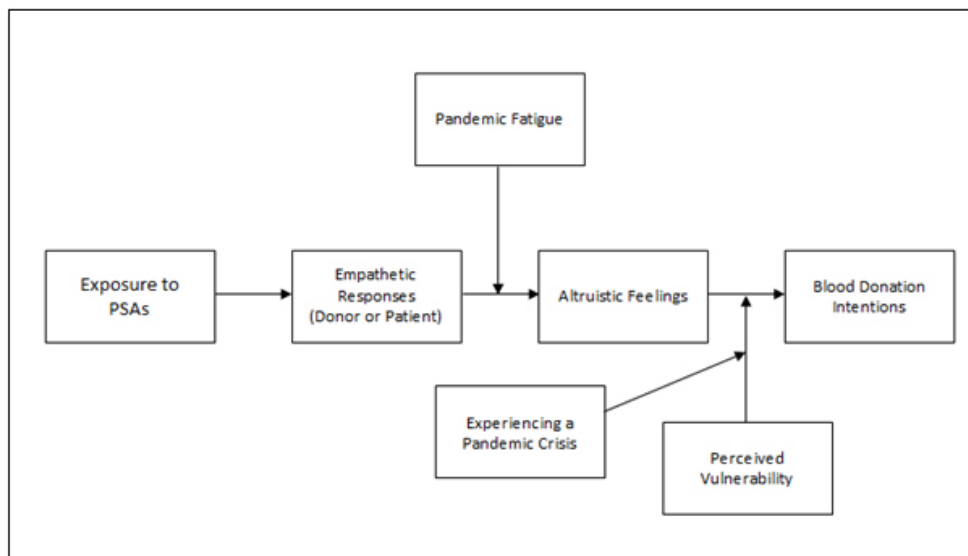 Pandemic Fatigue
Exposure to
PSAs
Empathetic
Responses
(Donor or Patient)
Altruistic Feelings
Blood Donation
Intentions
Experiencing a
Pandemic Crisis
Perceived
Vulnerability